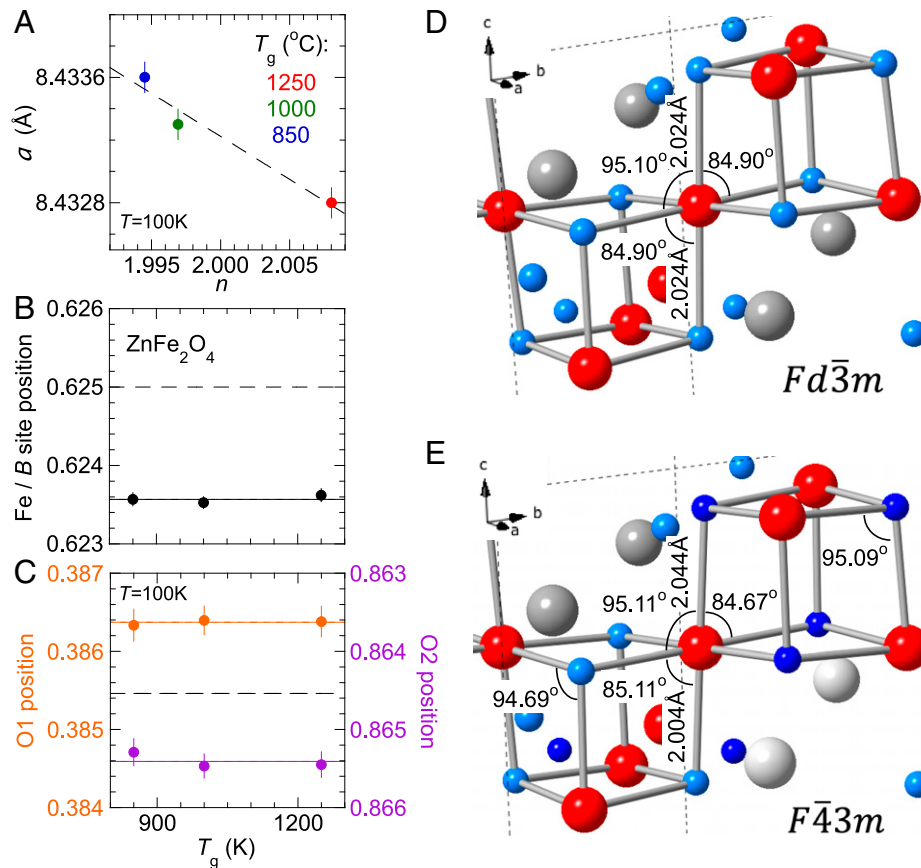 A
T_g (°C):
1250
1000
850
8.4336
8.4328
a (Å)
T=100K
1.995 2.000 2.005
n
B
0.626
0.625
0.624
0.623
Fe / B site position
ZnFe₂O₄
C
0.387
0.386
0.385
0.384
O1 position
T=100K
0.863
0.864
0.865
0.866
O2 position
900 1200
T_g (K)
D
c
b
a
95.10°
2.024Å
84.90°
84.90°
2.024Å
Fd3̄m
E
c
b
a
95.09°
95.11°
2.044Å
84.67°
94.69°
85.11°
2.004Å
F4̄3m